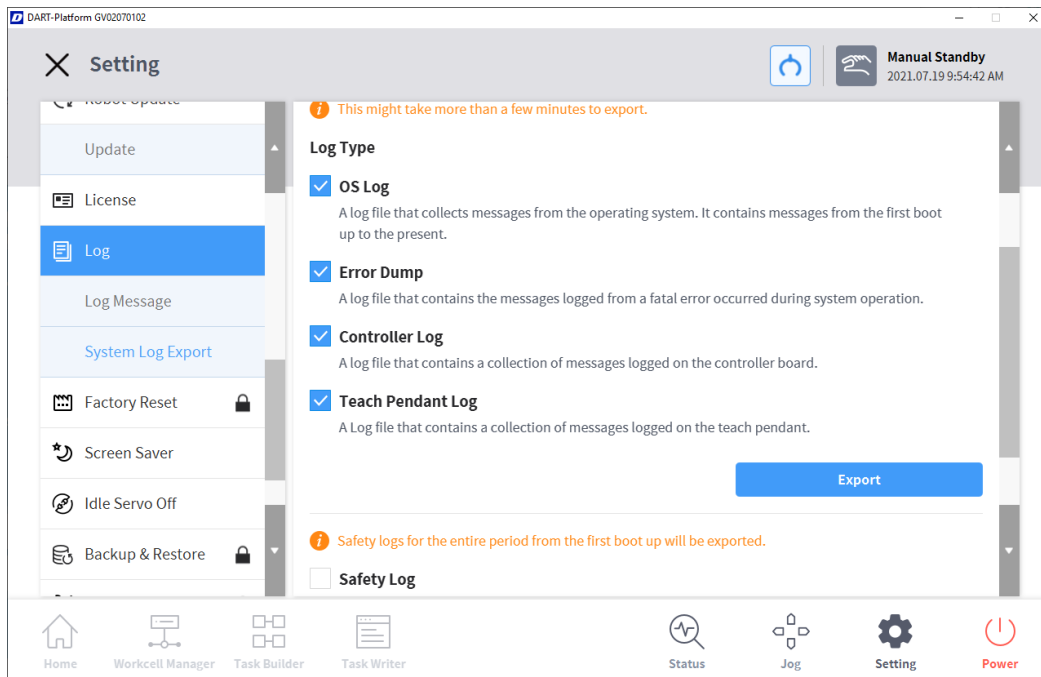 DART-Platform GV02070102
Setting
Manual Standby
2021.07.19 9:54:42 AM
Robot Update
Update
License
Log
Log Message
System Log Export
Factory Reset
Screen Saver
Idle Servo Off
Backup & Restore
This might take more than a few minutes to export.
Log Type
OS Log
A log file that collects messages from the operating system. It contains messages from the first boot
up to the present.
Error Dump
A log file that contains the messages logged from a fatal error occurred during system operation.
Controller Log
A log file that contains a collection of messages logged on the controller board.
Teach Pendant Log
A Log file that contains a collection of messages logged on the teach pendant.
Export
Safety logs for the entire period from the first boot up will be exported.
Safety Log
Home
Workcell Manager
Task Builder
Task Writer
Status
Jog
Setting
Power